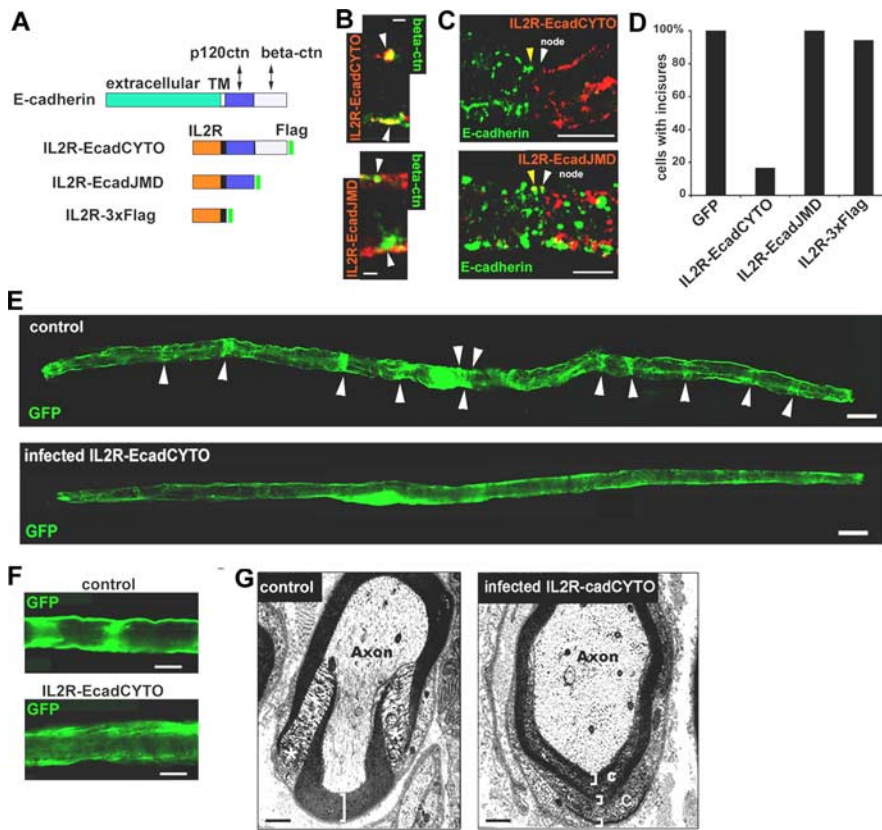 A
p120ctn beta-ctn
extracellular TM
E-cadherin
IL2R Flag
IL2R-EcadCYTO
IL2R-EcadJMD
IL2R-3xFlag
B
IL2R-EcadCYTO
beta-ctn
IL2R-EcadJMD
beta-ctn
C
IL2R-EcadCYTO
node
E-cadherin
IL2R-EcadJMD
node
E-cadherin
D
cells with incisures
100%
80
60
40
20
0
GFP
IL2R-EcadCYTO
IL2R-EcadJMD
IL2R-3xFlag
E
control
GFP
infected IL2R-EcadCYTO
GFP
F
control
GFP
IL2R-EcadCYTO
GFP
G
control
Axon
* *
infected IL2R-cadCYTO
Axon
c
C